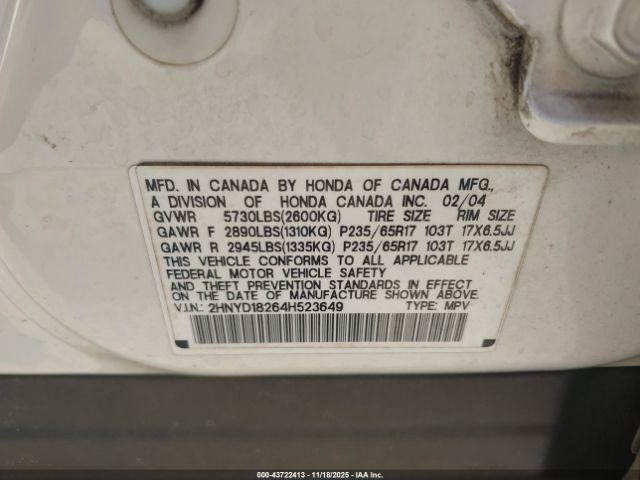 MFD. IN CANADA BY HONDA OF CANADA MFG.,
A DIVISION OF HONDA CANADA INC. 02/04
GVWR 5730LBS(2600KG) TIRE SIZE RIM SIZE
GAWR F 2890LBS(1310KG) P235/65R17 103T 17X6.5JJ
GAWR R 2945LBS(1335KG) P235/65R17 103T 17X6.5JJ
THIS VEHICLE CONFORMS TO ALL APPLICABLE
FEDERAL MOTOR VEHICLE SAFETY
AND THEFT PREVENTION STANDARDS IN EFFECT
ON THE DATE OF MANUFACTURE SHOWN ABOVE.
V.I.N.: 2HNYD18264H523649 TYPE: MPV
000-43722413 - 11/18/2025 - IAA Inc.